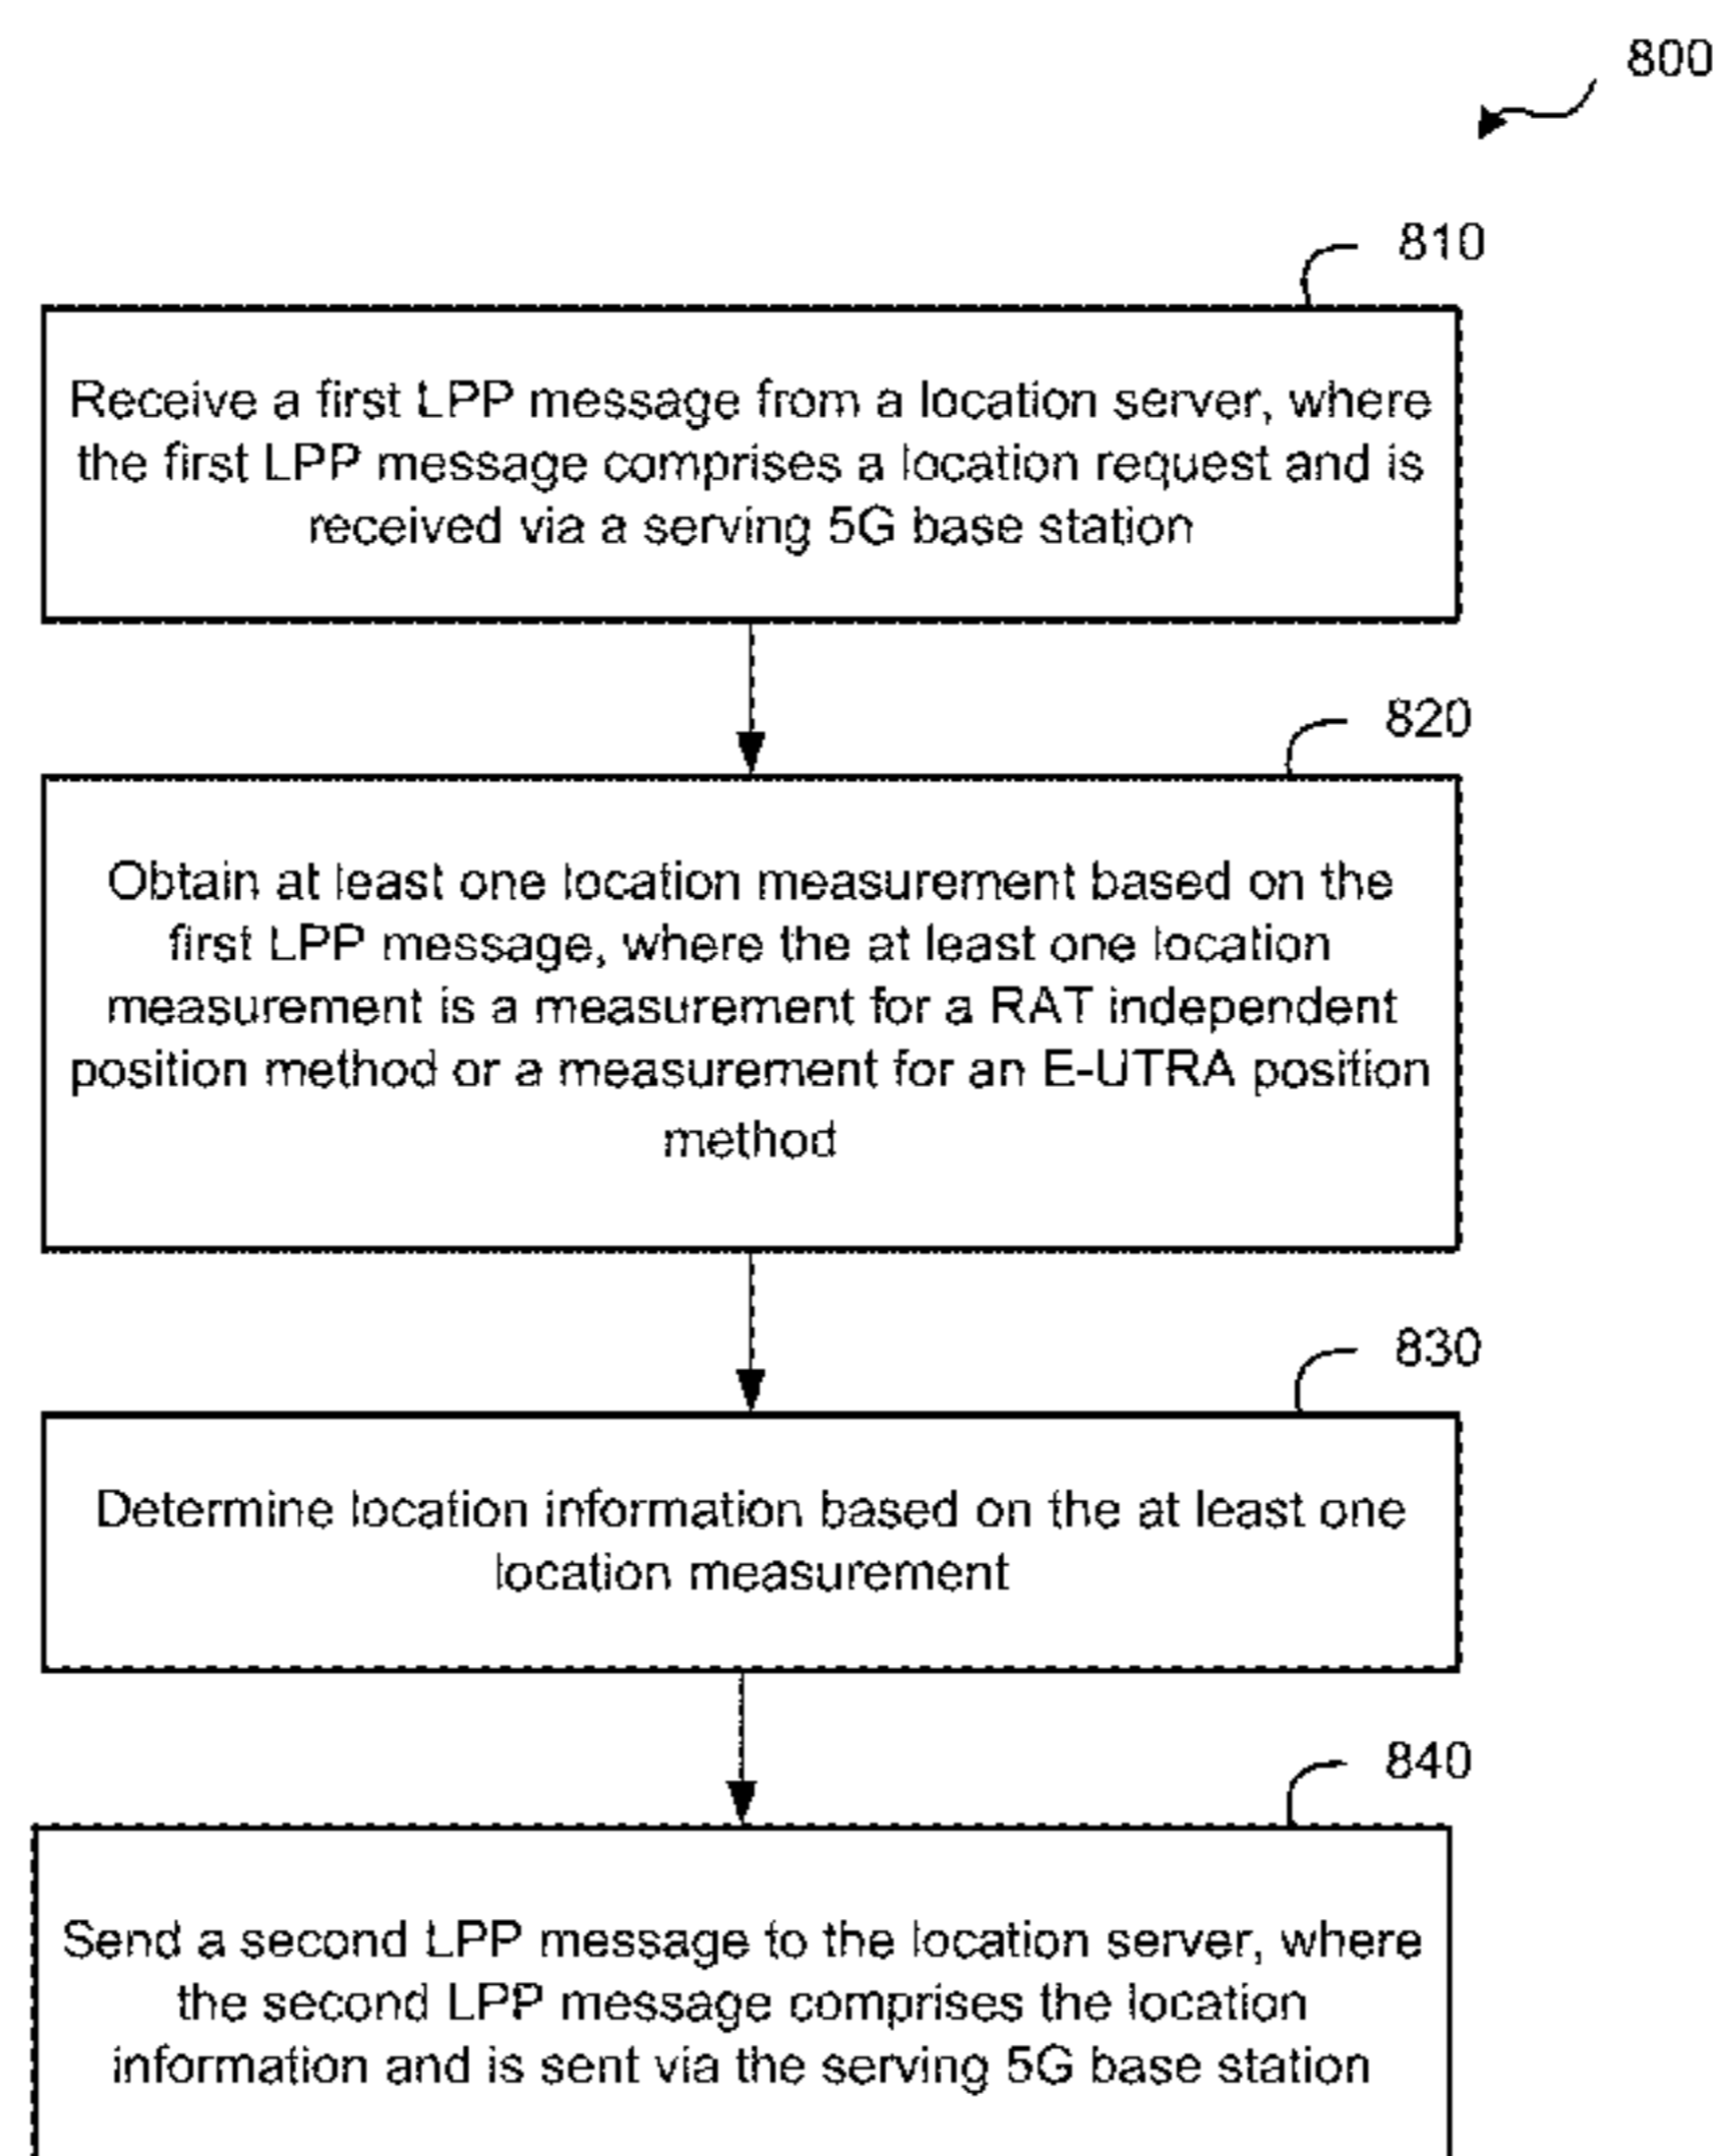 800
810
Receive a first LPP message from a location server, where
the first LPP message comprises a location request and is
received via a serving 5G base station
820
Obtain at least one location measurement based on the
first LPP message, where the at least one location
measurement is a measurement for a RAT independent
position method or a measurement for an E-UTRA position
method
830
Determine location information based on the at least one
location measurement
840
Send a second LPP message to the location server, where
the second LPP message comprises the location
information and is sent via the serving 5G base station